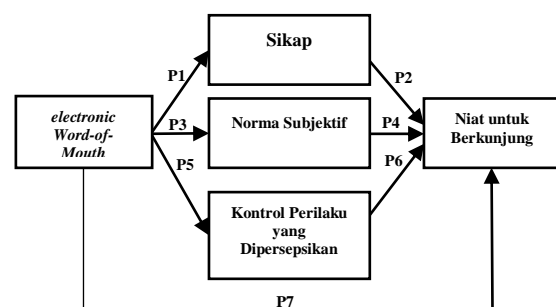 Sikap
P1
P2
electronic
Word-of-
Mouth
P3
Norma Subjektif
P4
Niat untuk
Berkunjung
P5
P6
Kontrol Perilaku
yang
Dipersepsikan
P7